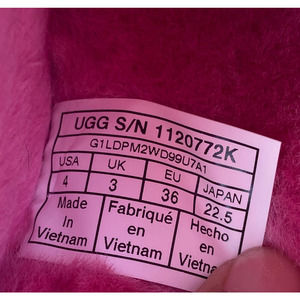 UGG S/N 1120772K
G1LDPM2WD99U7A1
USA UK EU JAPAN
4 3 36 22.5
Made Fabriqué Hecho
In en en
Vietnam Vietnam Vietnam